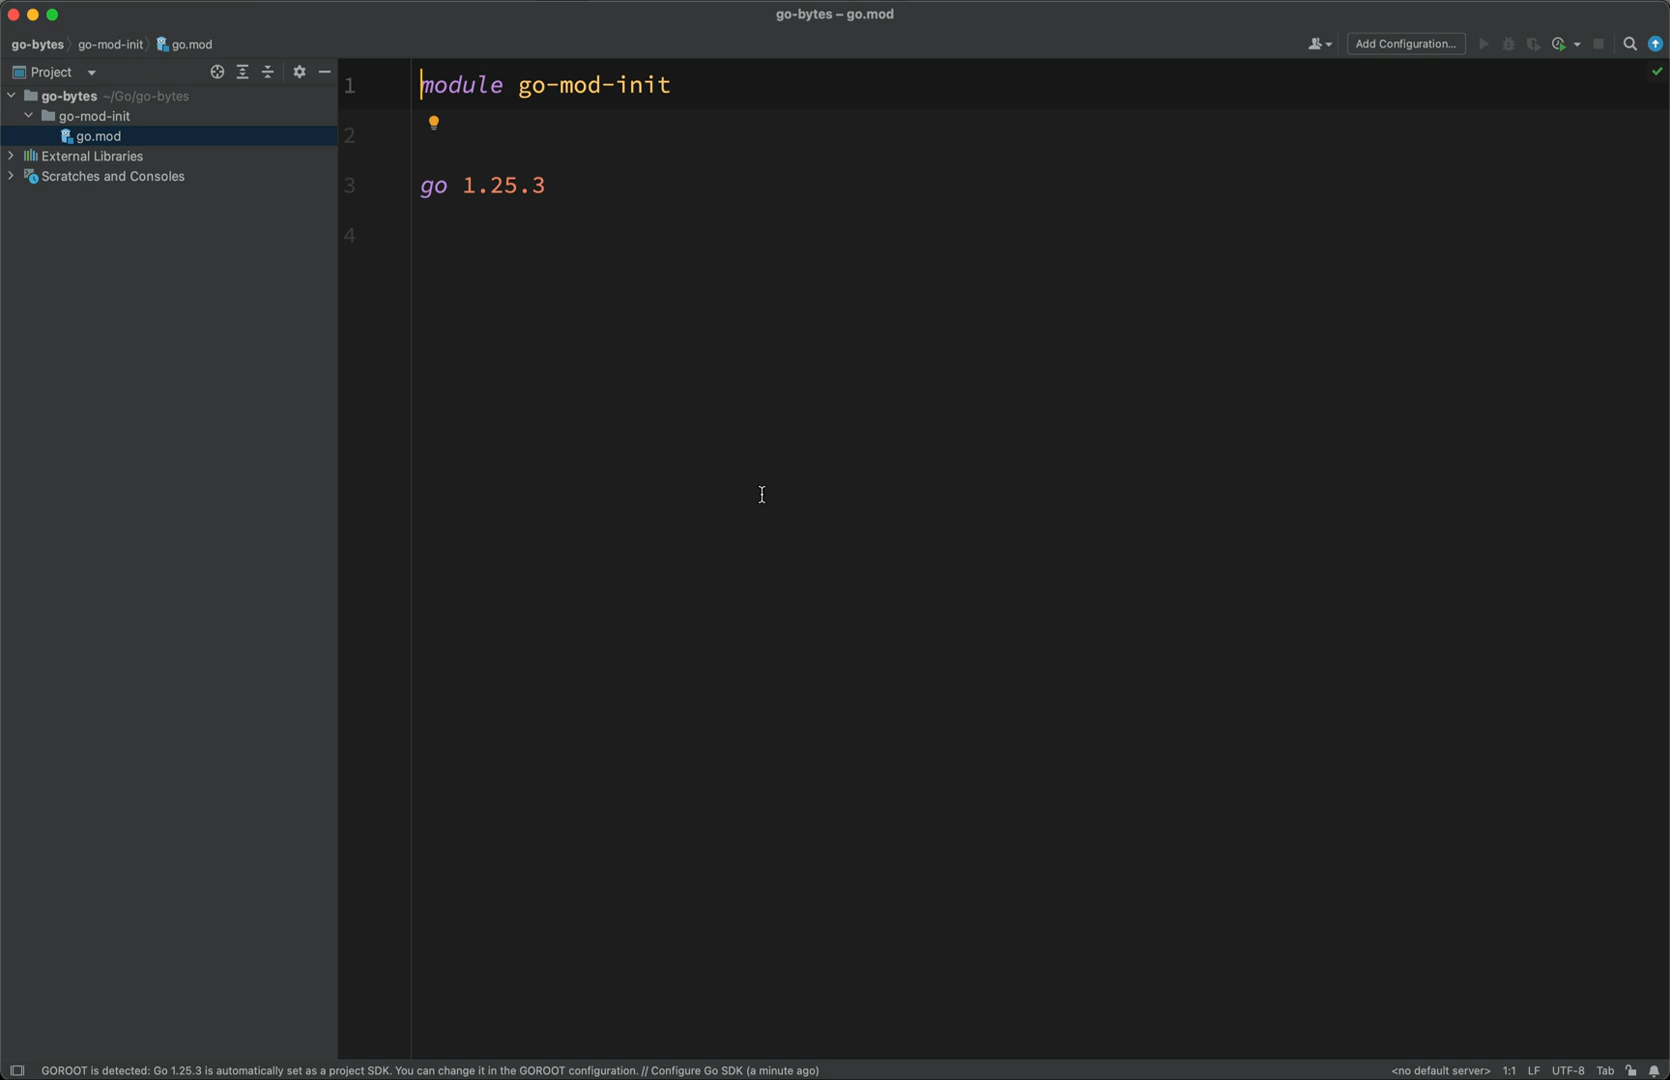 go-bytes – go.mod
go-bytes go-mod-init go.mod
Add Configuration...
Project
go-bytes ~/Go/go-bytes
go-mod-init
go.mod
External Libraries
Scratches and Consoles
1 module go-mod-init
2
3 go 1.25.3
4
GOROOT is detected: Go 1.25.3 is automatically set as a project SDK. You can change it in the GOROOT configuration. // Configure Go SDK (a minute ago)
<no default server> 1:1 LF UTF-8 Tab